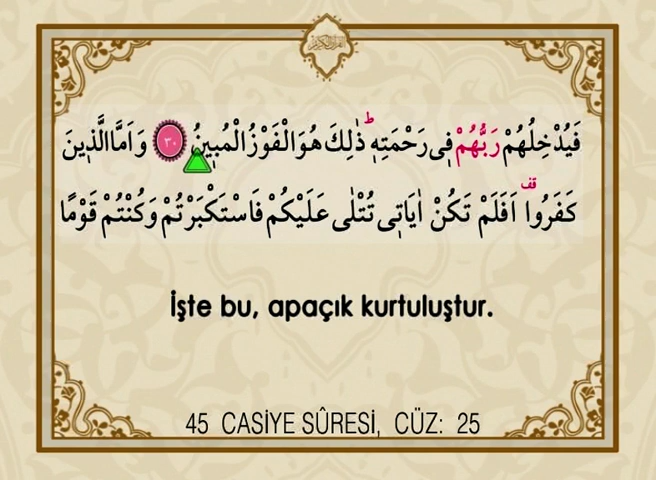 فَيُدْخِلُهُمْ رَبُّهُمْ فٖى رَحْمَتِهٖ ؕ ذٰلِكَ هُوَ الْفَوْزُ الْمُبٖينُ ٣٠ وَاَمَّا الَّذٖينَ
كَفَرُوا قف اَفَلَمْ تَكُنْ اٰيَاتٖى تُتْلٰى عَلَيْكُمْ فَاسْتَكْبَرْتُمْ وَكُنْتُمْ قَوْمًا
İşte bu, apaçık kurtuluştur.
45 CASİYE SÛRESİ, CÜZ: 25